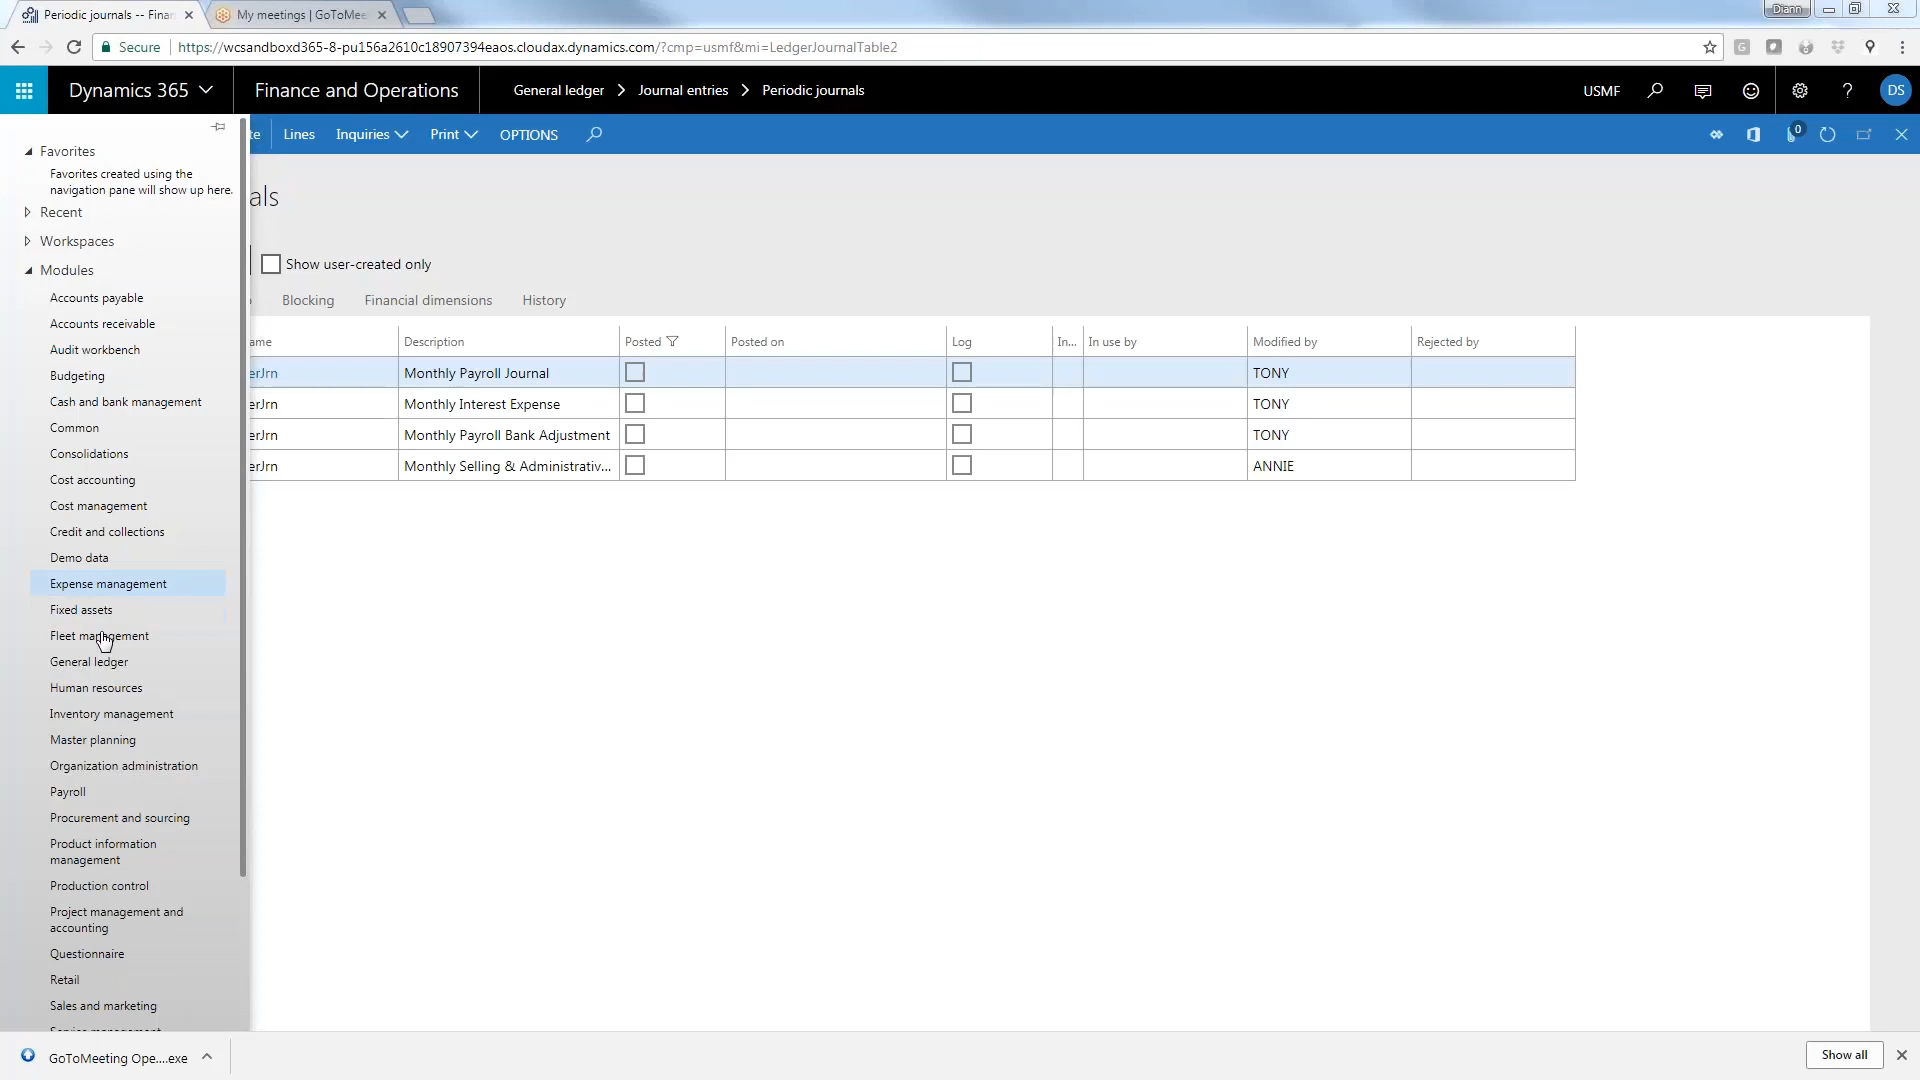 Periodic journals -- Finan
My meetings | GoToMee
Diann
Secure
https://wcsandboxd365-8-pu156a2610c18907394eaos.cloudax.dynamics.com/?cmp=usmf&mi=LedgerJournalTable2
Dynamics 365
Finance and Operations
General ledger > Journal entries > Periodic journals
USMF
?
DS
te
Lines
Inquiries
Print
OPTIONS
0
Favorites
Favorites created using the
navigation pane will show up here.
Recent
Workspaces
Modules
Accounts payable
Accounts receivable
Audit workbench
Budgeting
Cash and bank management
Common
Consolidations
Cost accounting
Cost management
Credit and collections
Demo data
Expense management
Fixed assets
Fleet management
General ledger
Human resources
Inventory management
Master planning
Organization administration
Payroll
Procurement and sourcing
Product information
management
Production control
Project management and
accounting
Questionnaire
Retail
Sales and marketing
Service management
als
Show user-created only
Blocking
Financial dimensions
History
ame
Description
Posted
Posted on
Log
In...
In use by
Modified by
Rejected by
erJrn
Monthly Payroll Journal
TONY
erJrn
Monthly Interest Expense
TONY
erJrn
Monthly Payroll Bank Adjustment
TONY
erJrn
Monthly Selling & Administrativ...
ANNIE
GoToMeeting Ope....exe
Show all